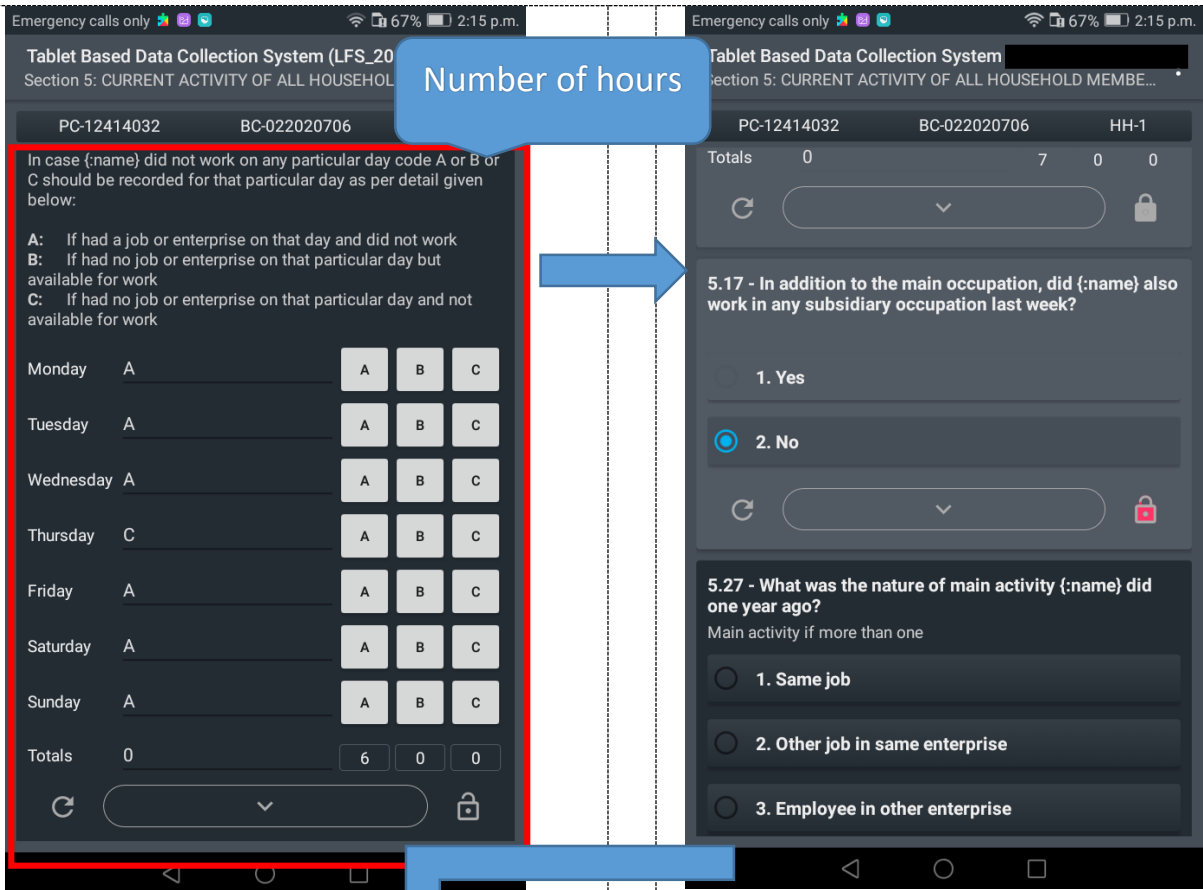 Emergency calls only 67% 2:15 p.m.
Tablet Based Data Collection System (LFS_20
Section 5: CURRENT ACTIVITY OF ALL HOUSEHOL
Number of hours
PC-12414032 BC-022020706
In case {:name} did not work on any particular day code A or B or
C should be recorded for that particular day as per detail given
below:
A: If had a job or enterprise on that day and did not work
B: If had no job or enterprise on that particular day but
available for work
C: If had no job or enterprise on that particular day and not
available for work
Monday A A B C
Tuesday A A B C
Wednesday A A B C
Thursday C A B C
Friday A A B C
Saturday A A B C
Sunday A A B C
Totals 0 6 0 0
Emergency calls only 67% 2:15 p.m.
Tablet Based Data Collection System
Section 5: CURRENT ACTIVITY OF ALL HOUSEHOLD MEMBE...
PC-12414032 BC-022020706 HH-1
Totals 0 7 0 0
5.17 - In addition to the main occupation, did {:name} also
work in any subsidiary occupation last week?
1. Yes
2. No
5.27 - What was the nature of main activity {:name} did
one year ago?
Main activity if more than one
1. Same job
2. Other job in same enterprise
3. Employee in other enterprise